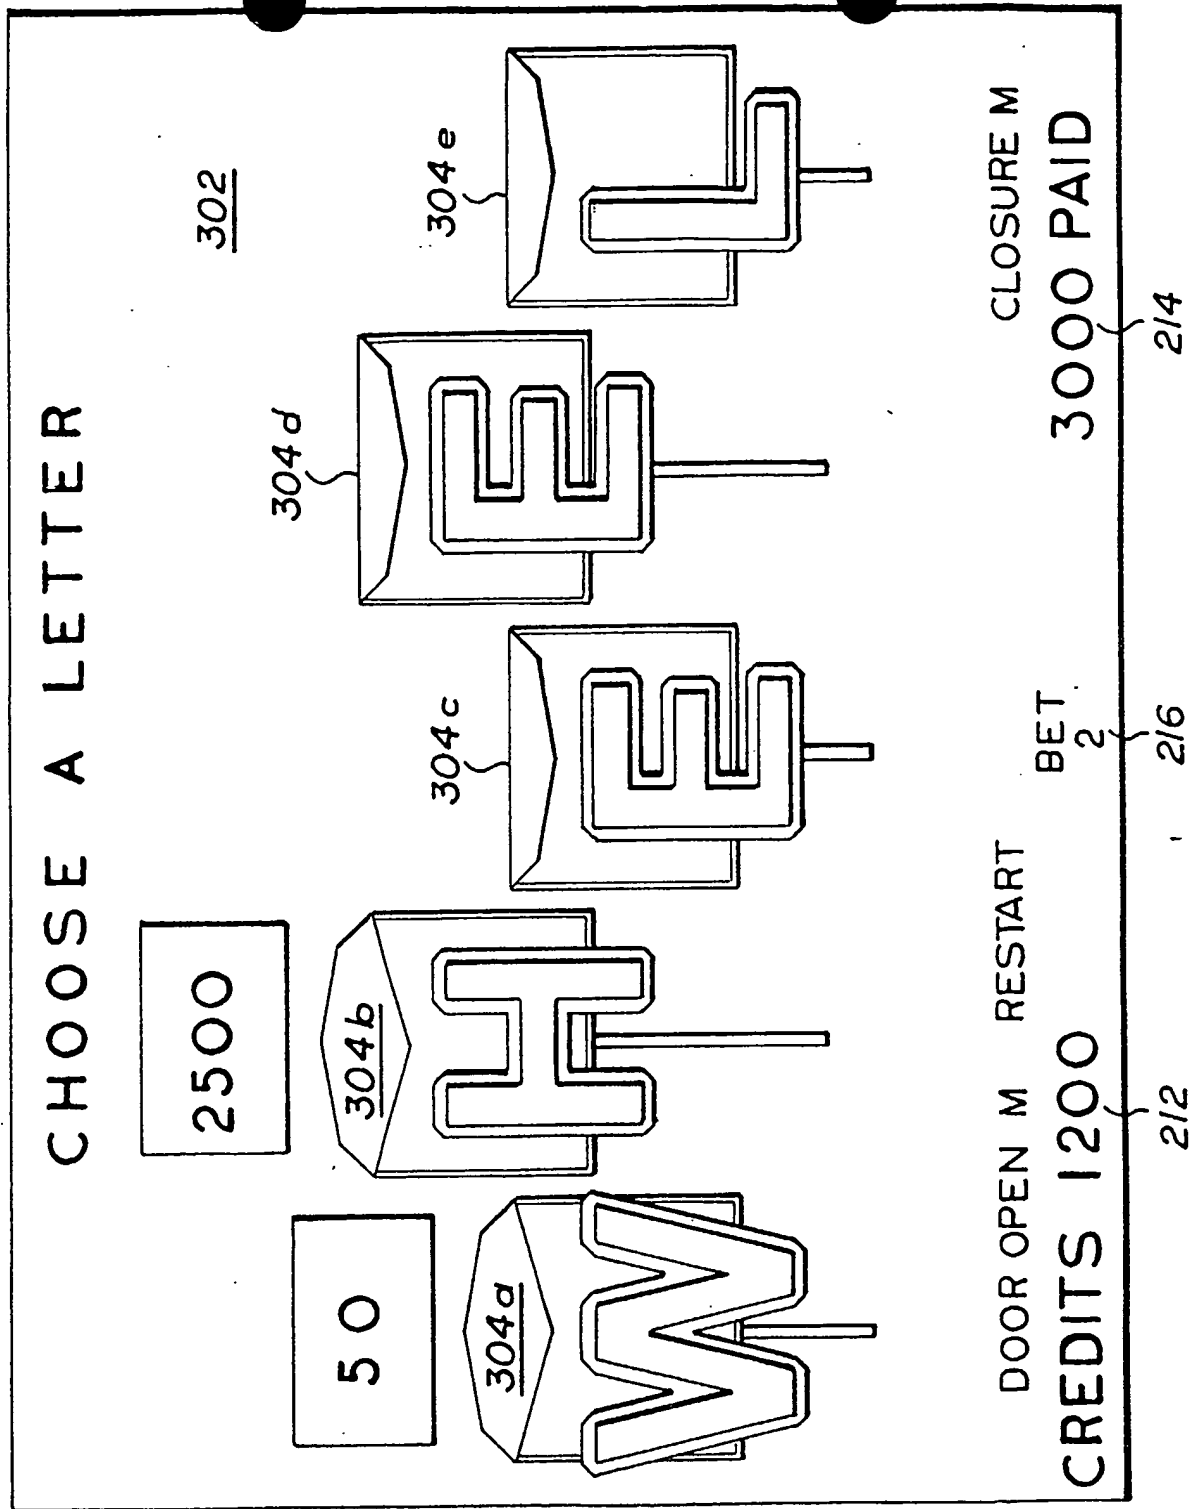 CHOOSE A LETTER
302
2500
50
304d
304e
304b
304c
304a
W H E E L
DOOR OPEN M RESTART CLOSURE M
BET
CREDITS 1200 2 3000 PAID
212 216 214